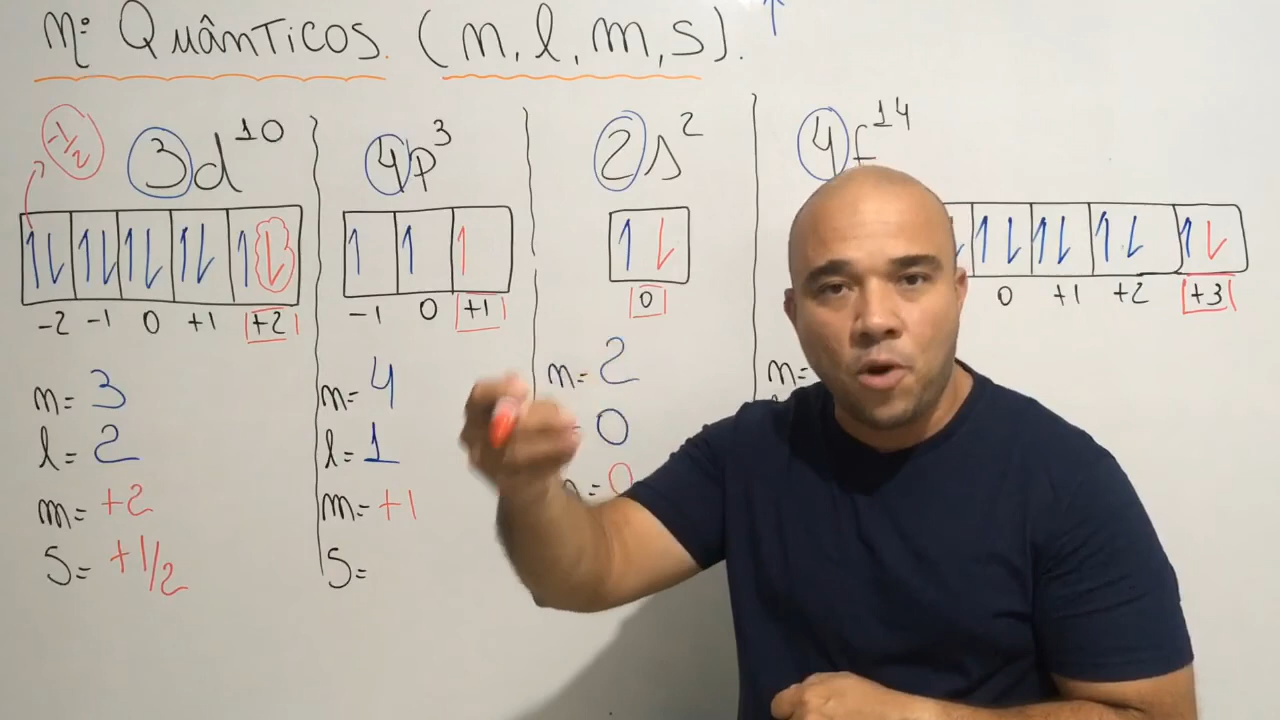 Nº QUÂNTICOS. (n, l, m, s). ↑
-1/2
3d¹⁰ 4p³ 2s² 4f¹⁴
↑↓ ↑↓ ↑↓ ↑↓ ↑↓
↑ ↑ ↑
↑↓
↑↓ ↑↓ ↑↓ ↑↓
-2 -1 0 +1 +2
-1 0 +1
0
0 +1 +2 +3
n= 3
l= 2
m= +2
S= +1/2
n= 4
l= 1
m= +1
S=
n= 2
= 0
= 0
n=